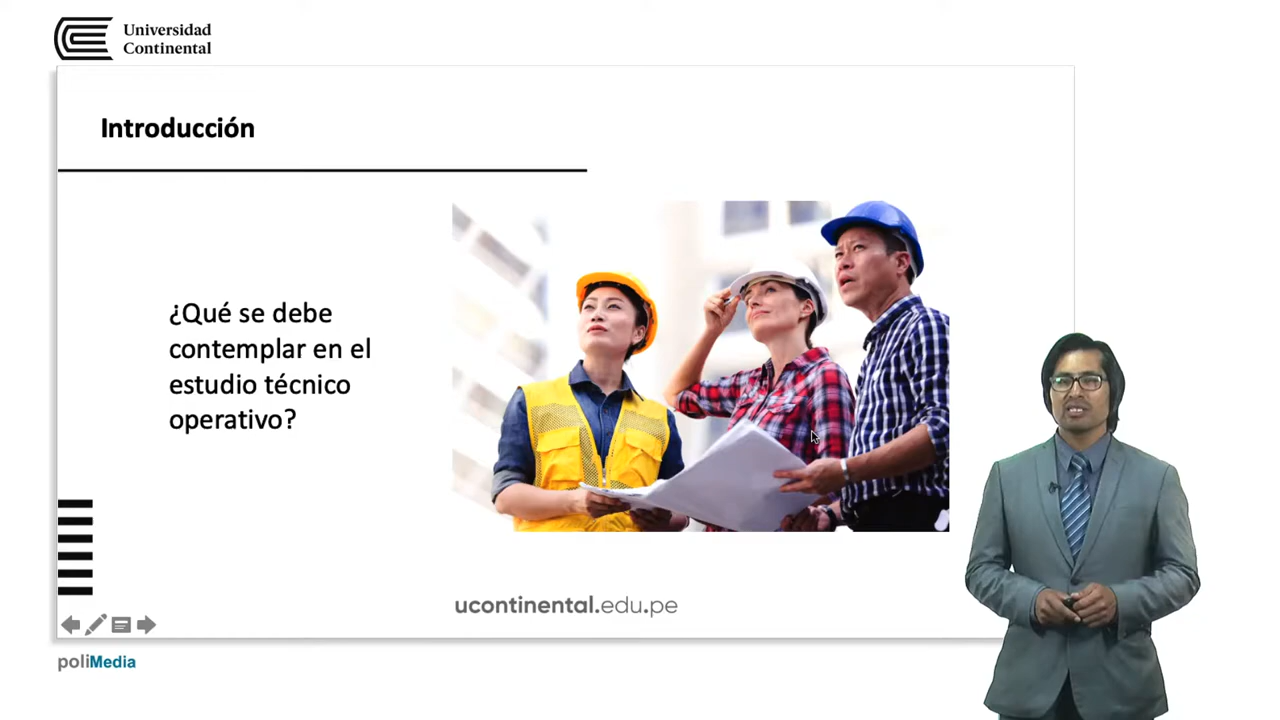 Universidad
Continental
Introducción
¿Qué se debe
contemplar en el
estudio técnico
operativo?
ucontinental.edu.pe
poliMedia